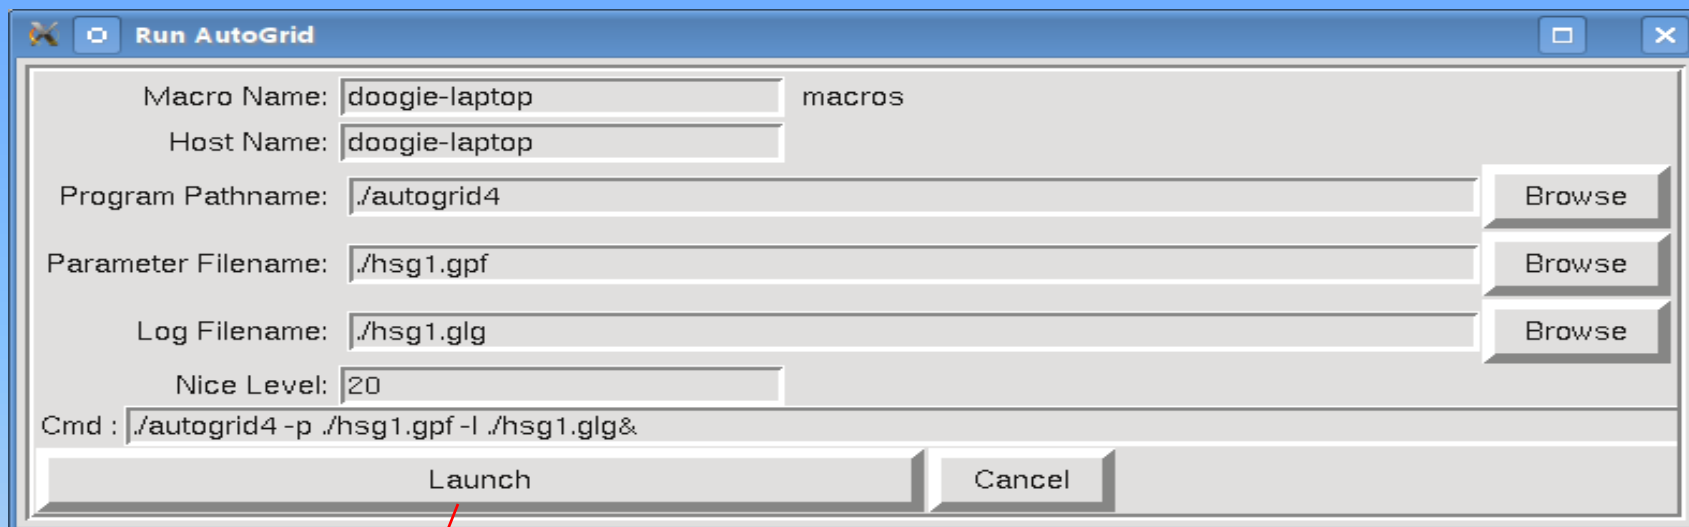 Run AutoGrid
Macro Name: doogie-laptop macros
Host Name: doogie-laptop
Program Pathname: ./autogrid4 Browse
Parameter Filename: ./hsg1.gpf Browse
Log Filename: ./hsg1.glg Browse
Nice Level: 20
Cmd : ./autogrid4 -p ./hsg1.gpf -l ./hsg1.glg&
Launch Cancel